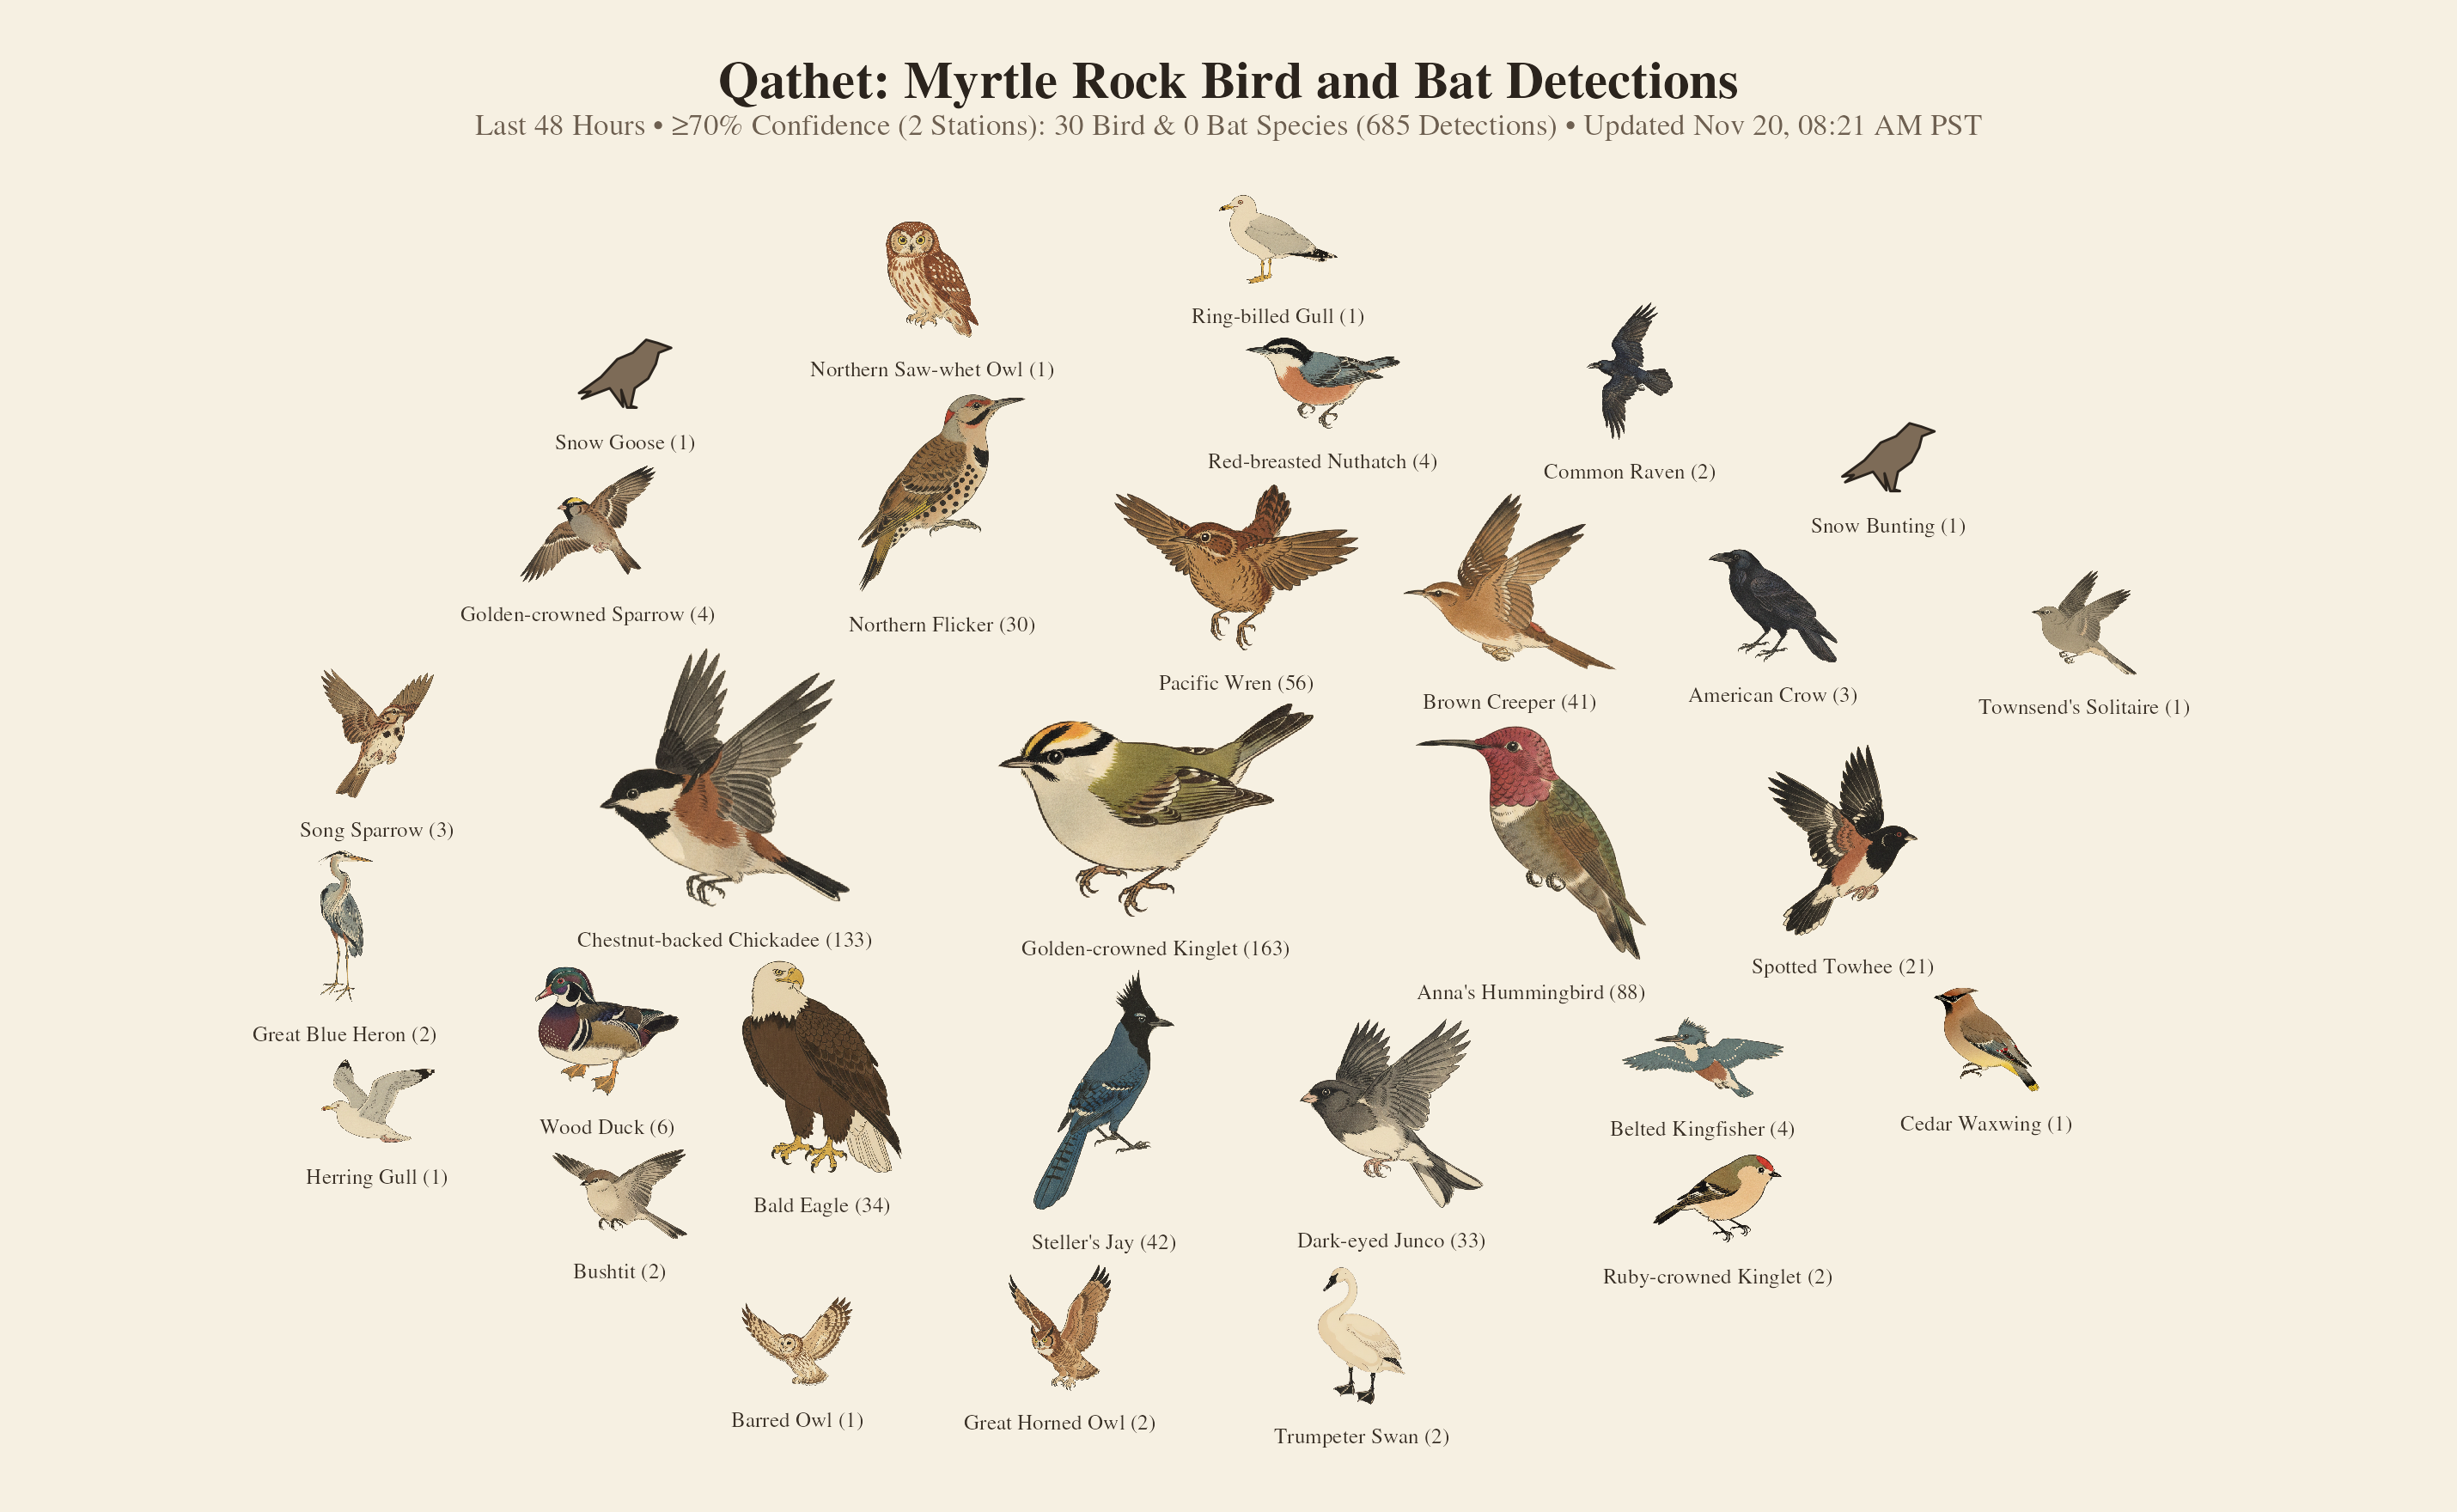 Qathet: Myrtle Rock Bird and Bat Detections
Last 48 Hours • ≥70% Confidence (2 Stations): 30 Bird & 0 Bat Species (685 Detections) • Updated Nov 20, 08:21 AM PST
Ring-billed Gull (1)
Northern Saw-whet Owl (1)
Snow Goose (1)
Red-breasted Nuthatch (4)
Common Raven (2)
Snow Bunting (1)
Golden-crowned Sparrow (4)
Northern Flicker (30)
Pacific Wren (56)
Brown Creeper (41)
American Crow (3)
Townsend's Solitaire (1)
Song Sparrow (3)
Chestnut-backed Chickadee (133)
Golden-crowned Kinglet (163)
Anna's Hummingbird (88)
Spotted Towhee (21)
Great Blue Heron (2)
Wood Duck (6)
Belted Kingfisher (4)
Cedar Waxwing (1)
Herring Gull (1)
Bald Eagle (34)
Steller's Jay (42)
Dark-eyed Junco (33)
Bushtit (2)
Ruby-crowned Kinglet (2)
Barred Owl (1)
Great Horned Owl (2)
Trumpeter Swan (2)